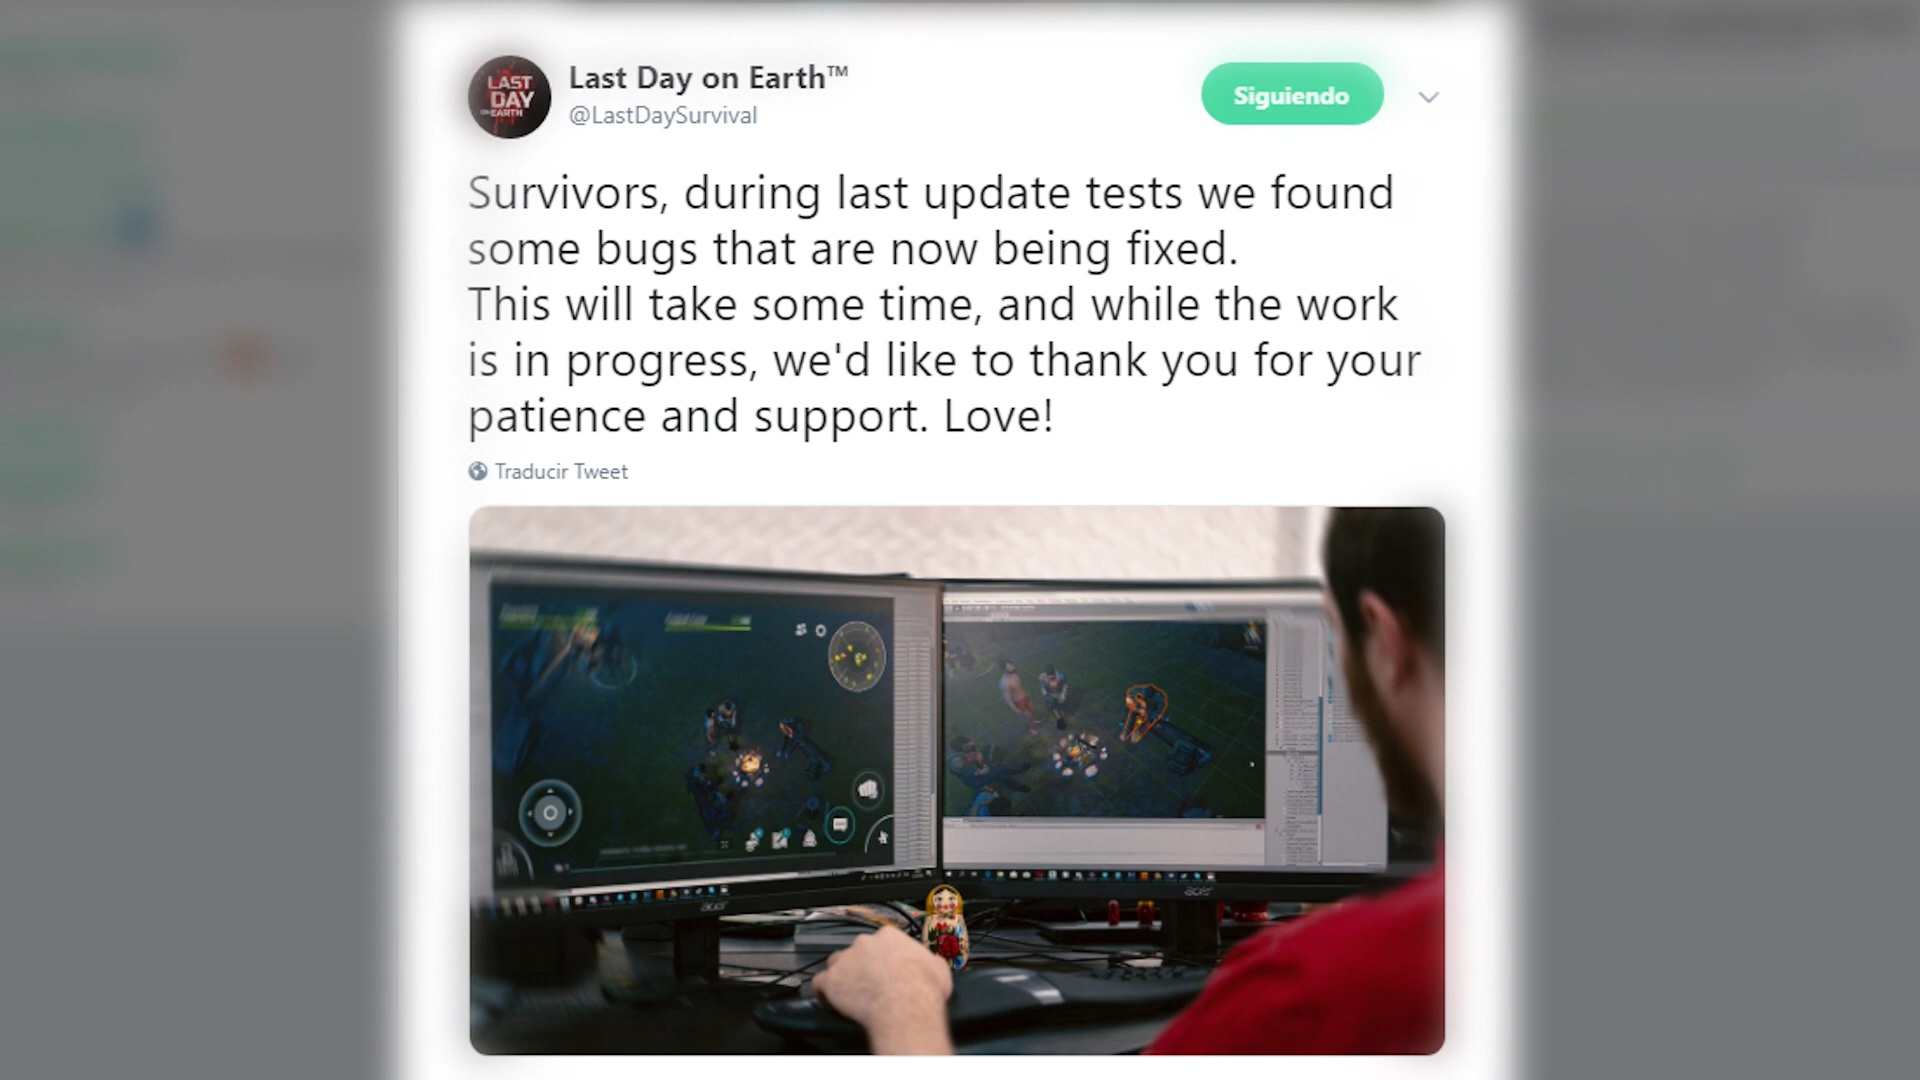 LAST
DAY
ON EARTH
Last Day on Earth™
@LastDaySurvival
Siguiendo
Survivors, during last update tests we found
some bugs that are now being fixed.
This will take some time, and while the work
is in progress, we'd like to thank you for your
patience and support. Love!
Traducir Tweet
acer
acer